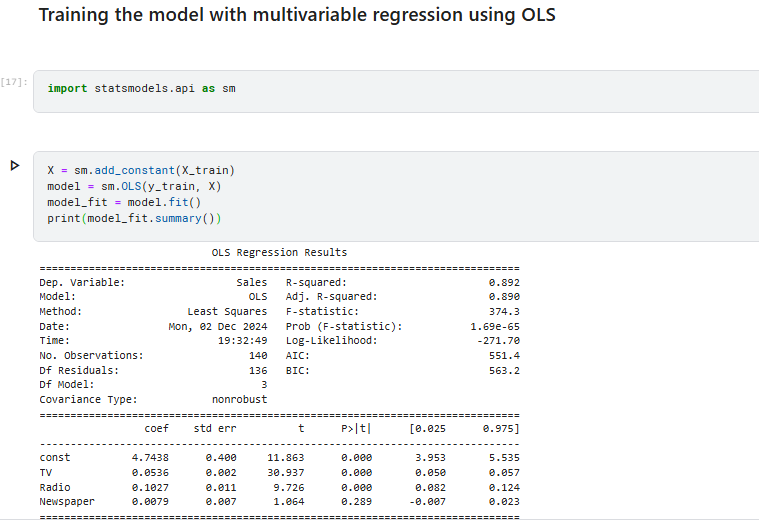 Training the model with multivariable regression using OLS
[17]:
import statsmodels.api as sm
X = sm.add_constant(X_train)
model = sm.OLS(y_train, X)
model_fit = model.fit()
print(model_fit.summary())
OLS Regression Results
==============================================================================
Dep. Variable: Sales R-squared: 0.892
Model: OLS Adj. R-squared: 0.890
Method: Least Squares F-statistic: 374.3
Date: Mon, 02 Dec 2024 Prob (F-statistic): 1.69e-65
Time: 19:32:49 Log-Likelihood: -271.70
No. Observations: 140 AIC: 551.4
Df Residuals: 136 BIC: 563.2
Df Model: 3
Covariance Type: nonrobust
==============================================================================
coef std err t P>|t| [0.025 0.975]
------------------------------------------------------------------------------
const 4.7438 0.400 11.863 0.000 3.953 5.535
TV 0.0536 0.002 30.937 0.000 0.050 0.057
Radio 0.1027 0.011 9.726 0.000 0.082 0.124
Newspaper 0.0079 0.007 1.064 0.289 -0.007 0.023
==============================================================================